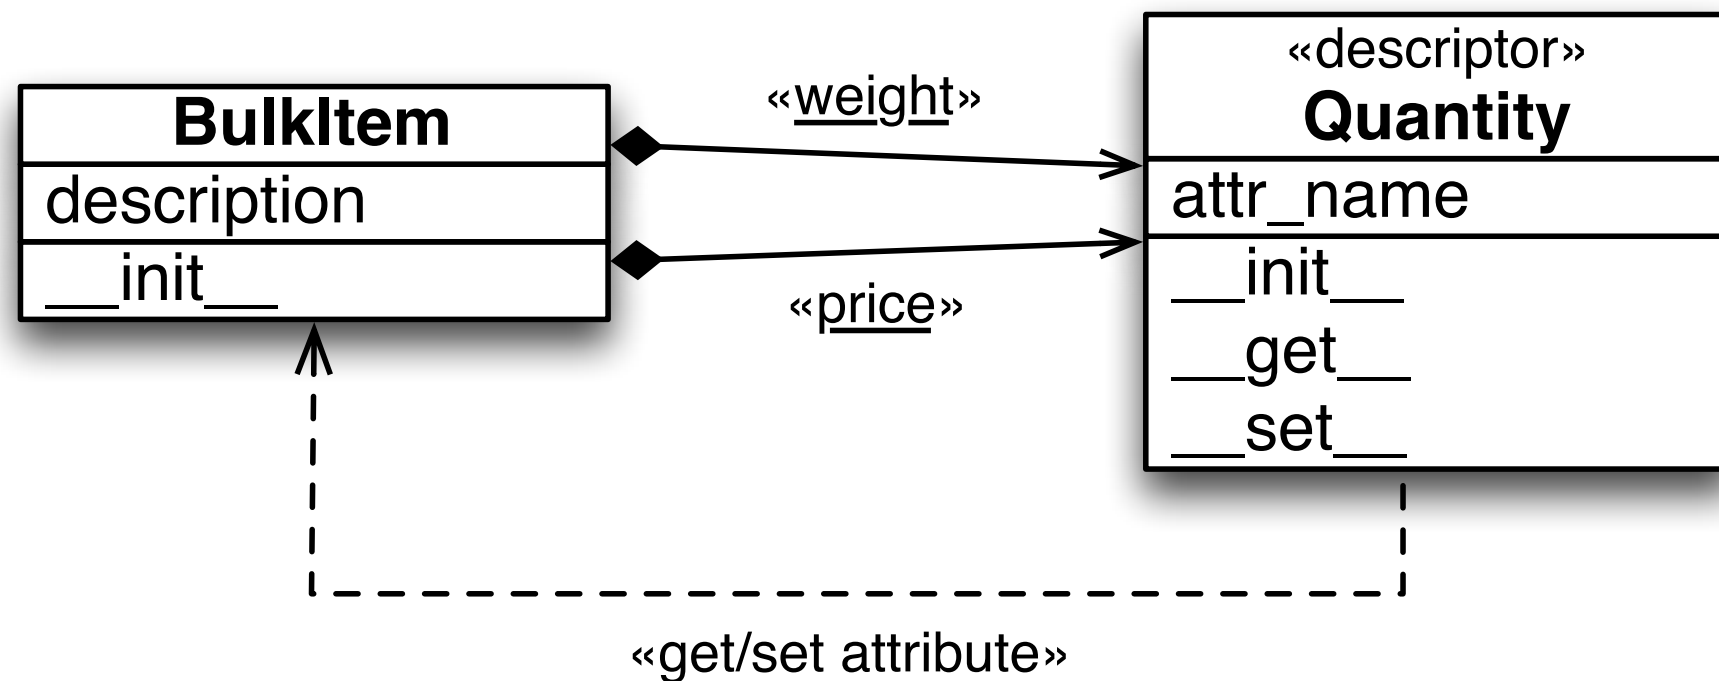 BulkItem
description
__init__
«weight»
«price»
«descriptor»
Quantity
attr_name
__init__
__get__
__set__
«get/set attribute»